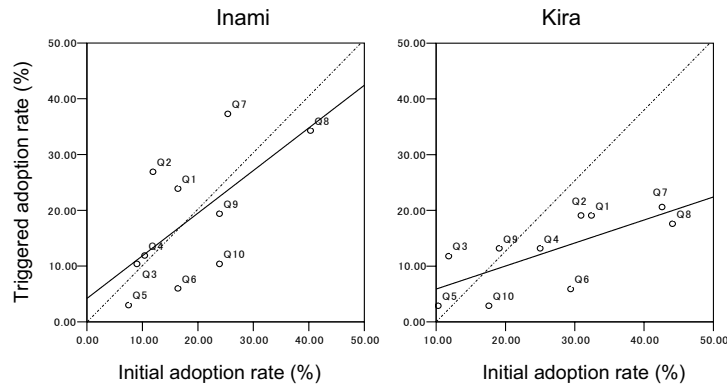 Inami
Kira
Triggered adoption rate (%)
50.00
40.00
30.00
20.00
10.00
0.00
Q7
Q8
Q2
Q1
Q9
Q4
Q3
Q10
Q6
Q5
0.00
10.00
20.00
30.00
40.00
50.00
Initial adoption rate (%)
50.00
40.00
30.00
20.00
10.00
0.00
Q7
Q2
Q1
Q8
Q3
Q9
Q4
Q6
Q5
Q10
10.00
20.00
30.00
40.00
50.00
Initial adoption rate (%)